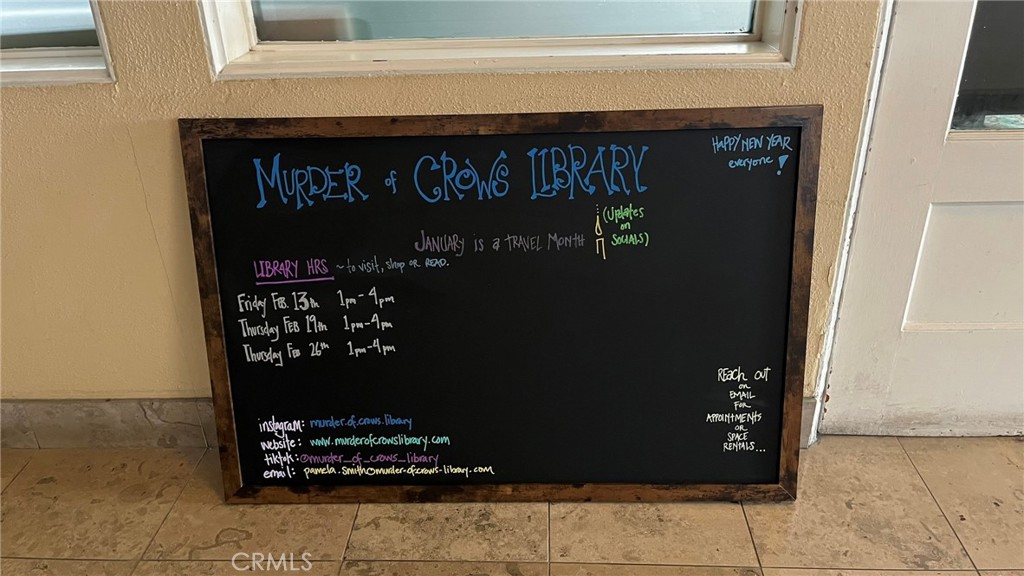 HAPPY NEW YEAR
everyone!
MURDER of CROWS LIBRARY
(Updates
on
SOCIALS)
JANUARY is a TRAVEL MONTH
LIBRARY HRS ~ to visit, shop OR READ.
Friday FEB 13th 1pm-4pm
Thursday FEB 19th 1pm-4pm
Thursday FEB 26th 1pm-4pm
REACH OUT
on
EMAIL
FOR
APPOINTMENTS
OR
SPACE
RENTALS...
instagram: murder.of.crows.library
website: www.murderofcrowslibrary.com
tiktok: @murder_of_crows_library
email: pamela.smith@murder-ofcrows-library.com
CRMLS